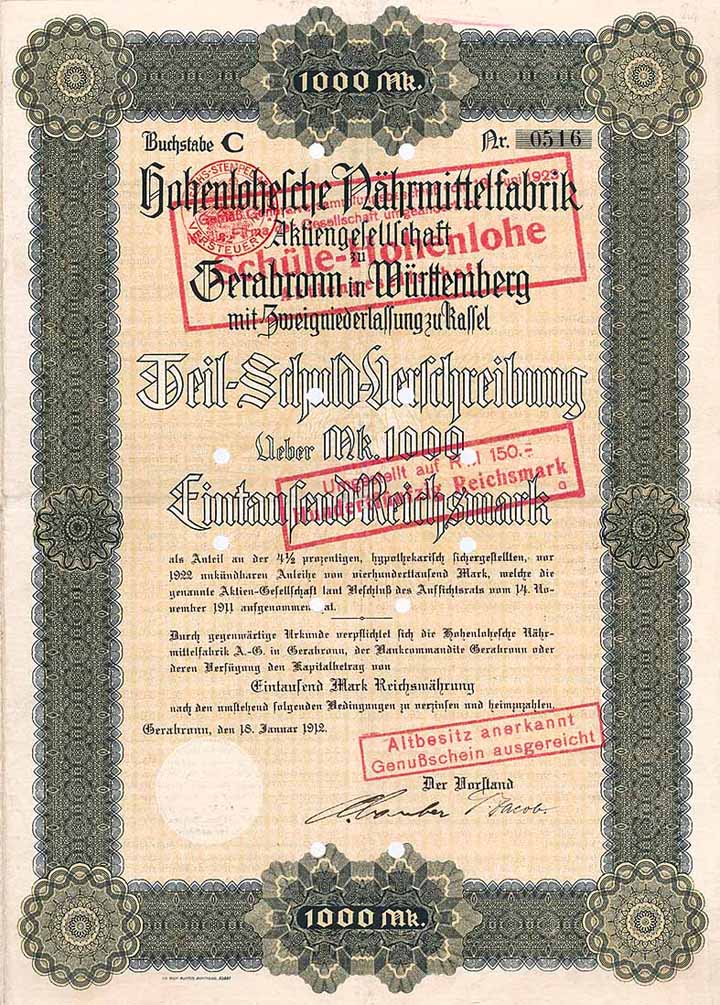 1000 Mk.
Buchstabe C
Nr. 0516
Hohenlohesche Nährmittelfabrik
Aktiengesellschaft
zu
Gerabronn in Württemberg
mit Zweigniederlassung zu Kassel
Schüle-Hohenlohe
Teil-Schuld-Verschreibung
Ueber Mk. 1000
Umgestellt auf RM 150.-
Hundertfünfzig Reichsmark
Eintausend Reichsmark
als Anteil an der 4½ prozentigen, hypothekarisch sichergestellten, vor
1922 unkündbaren Anleihe von vierhunderttausend Mark, welche die
genannte Aktien-Gesellschaft laut Beschluß des Aufsichtsrats vom 14. No-
vember 1911 aufgenommen hat.
Durch gegenwärtige Urkunde verpflichtet sich die Hohenlohesche Nähr-
mittelfabrik A.-G. in Gerabronn, der Bankcommandite Gerabronn oder
deren Verfügung den Kapitalbetrag von
Eintausend Mark Reichswährung
nach den umstehend folgenden Bedingungen zu verzinsen und heimzuzahlen.
Gerabronn, den 18. Januar 1912.
Altbesitz anerkannt
Genußschein ausgereicht
Der Vorstand
Jacob.
1000 Mk.